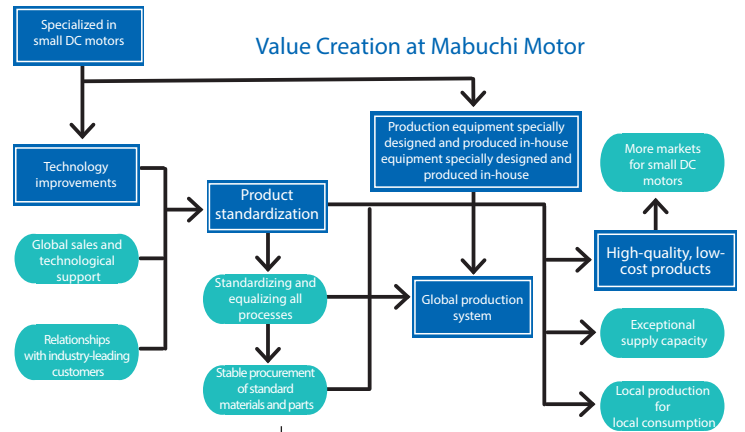 Specialized in
small DC motors
Value Creation at Mabuchi Motor
Production equipment specially
designed and produced in-house
equipment specially designed and
produced in-house
More markets
for small DC
motors
Technology
improvements
Product
standardization
Global sales and
technological
support
High-quality, low-
cost products
Standardizing and
equalizing all
processes
Global production
system
Exceptional
supply capacity
Relationships
with industry-leading
customers
Stable procurement
of standard
materials and parts
Local production
for
local consumption